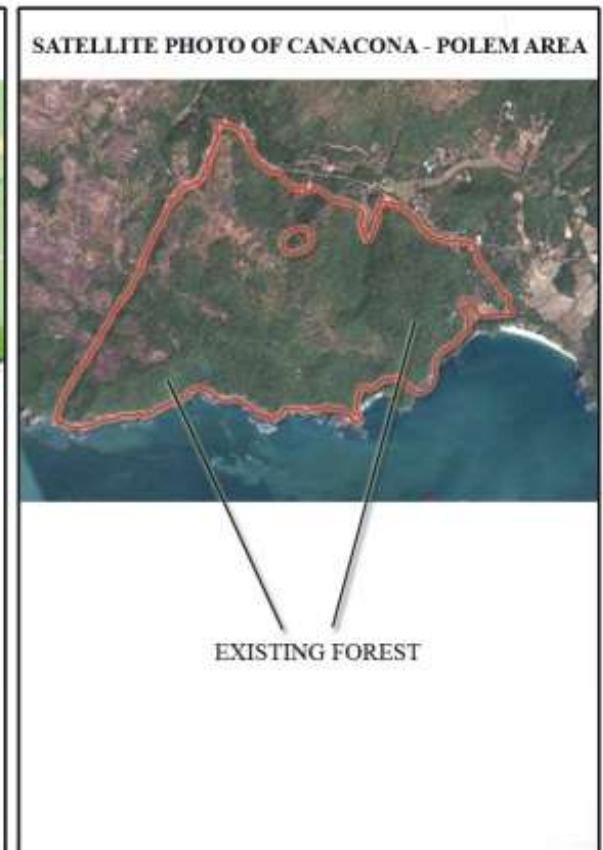 SATELLITE PHOTO OF CANACONA - POLEM AREA
EXISTING FOREST